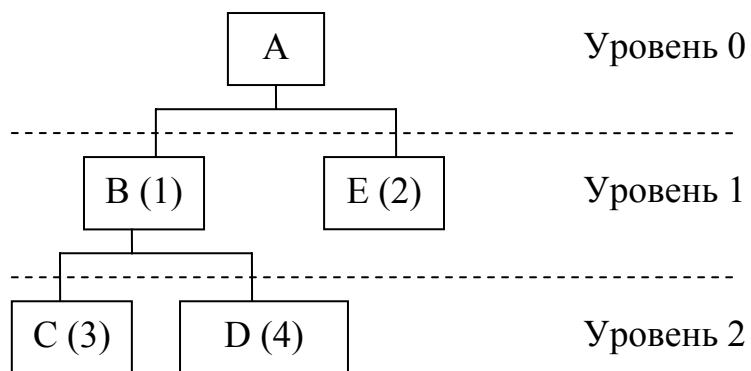 A Уровень 0
B (1) E (2) Уровень 1
C (3) D (4) Уровень 2